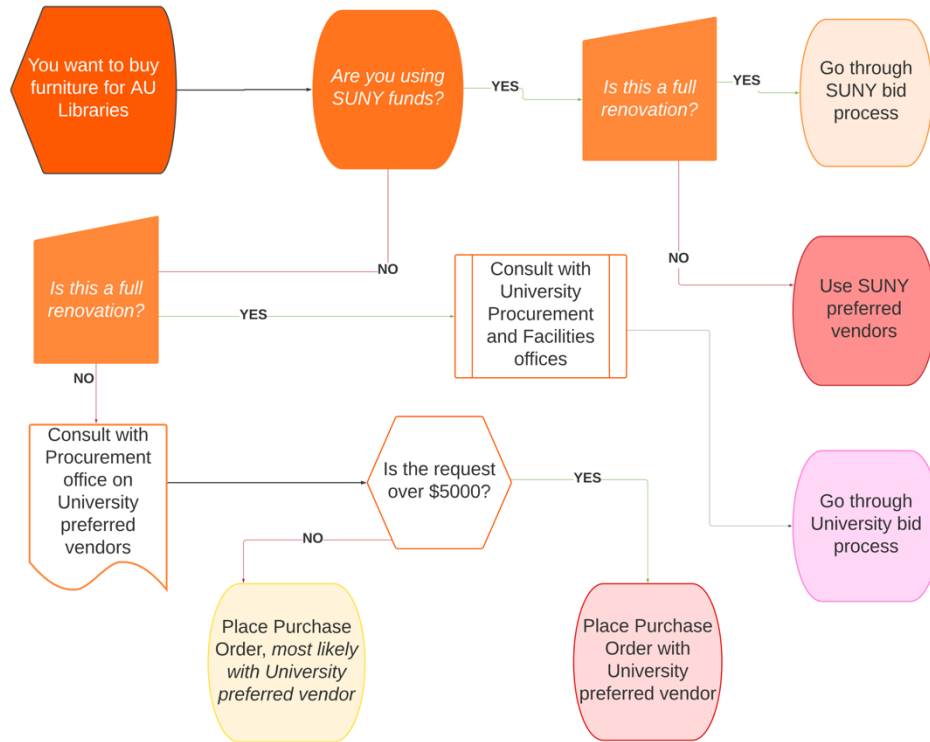 You want to buy
furniture for AU
Libraries
Are you using
SUNY funds?
YES
Is this a full
renovation?
YES
Go through
SUNY bid
process
NO
Use SUNY
preferred
vendors
NO
Is this a full
renovation?
YES
Consult with
University
Procurement
and Facilities
offices
Go through
University bid
process
NO
Consult with
Procurement
office on
University
preferred
vendors
Is the request
over $5000?
YES
NO
Place Purchase
Order, most likely
with University
preferred vendor
Place Purchase
Order with
University
preferred vendor